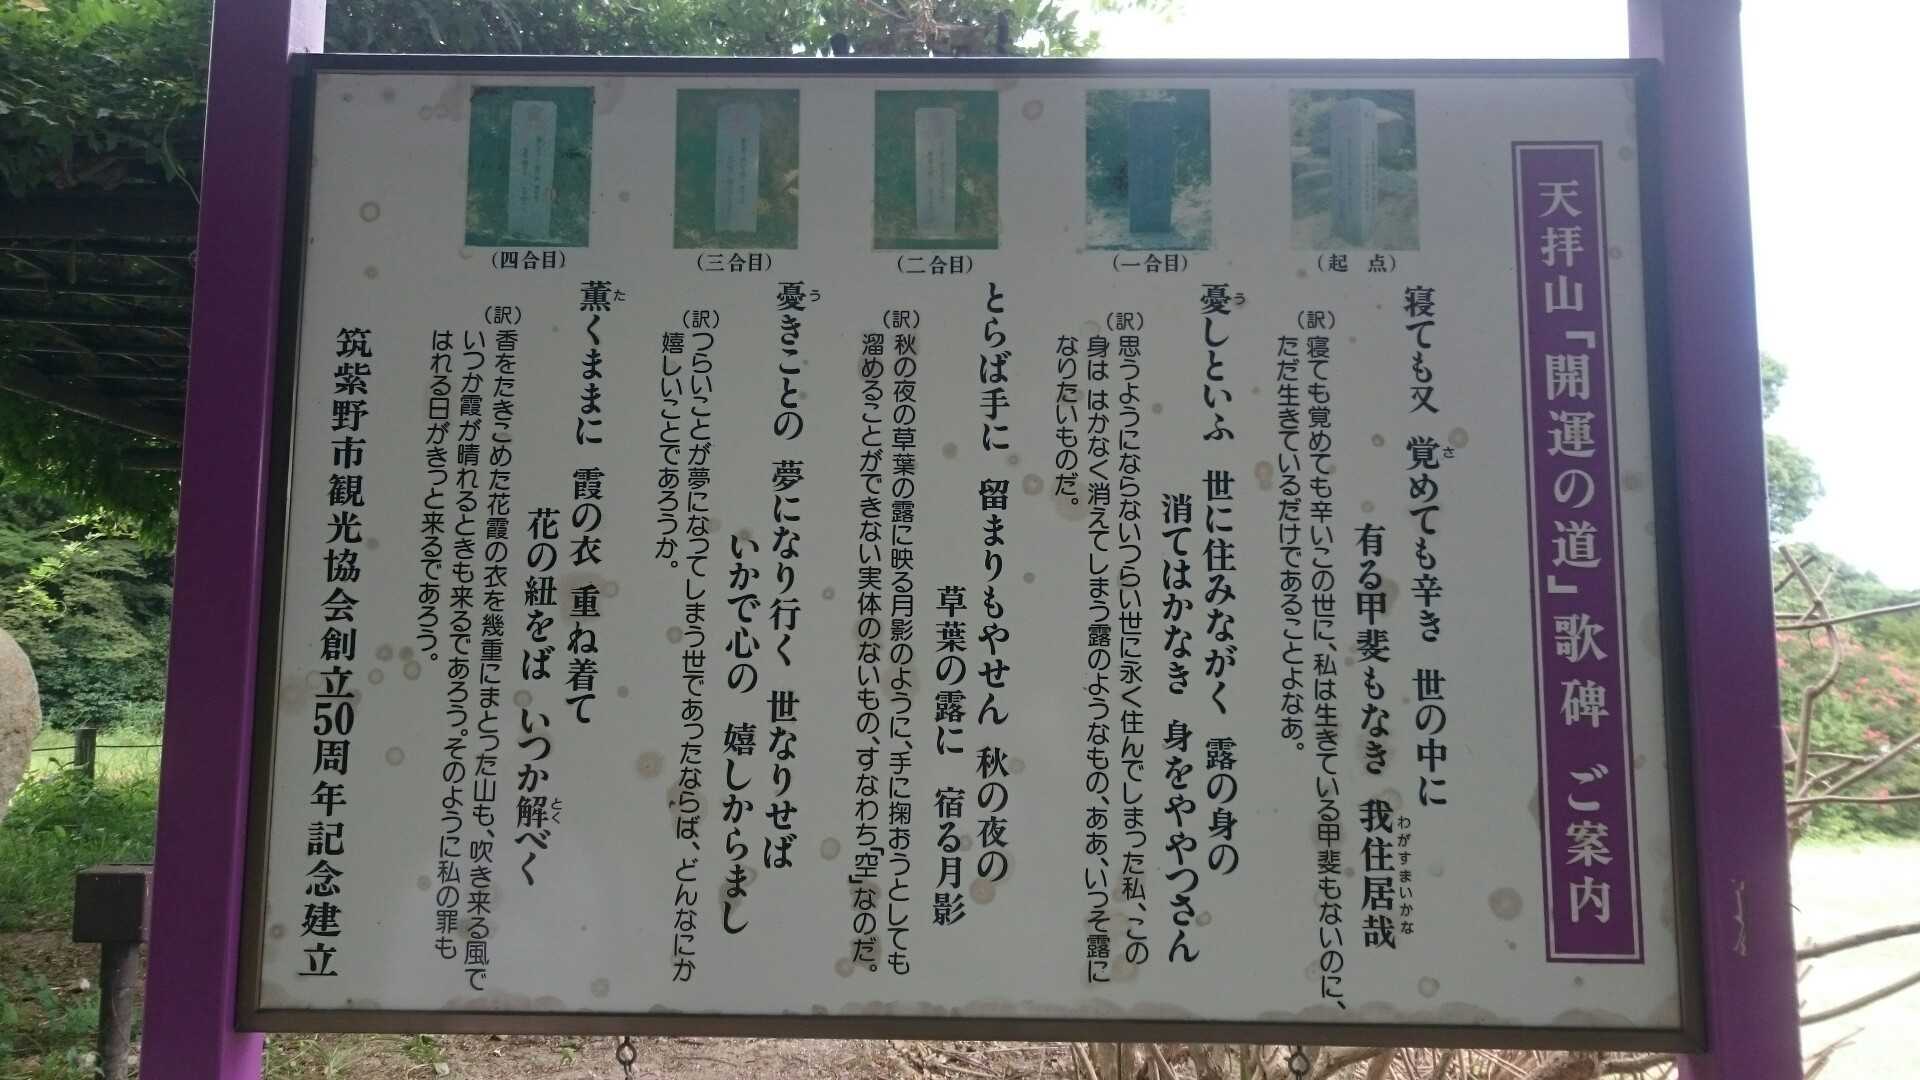 天拝山「開運の道」歌碑 ご案内
(起 点)
寝ても又 覚めても辛き 世の中に
さ
有る甲斐もなき 我住居哉
わがすまいかな
(訳)
寝ても覚めても辛いこの世に、私は生きている甲斐もないのに、
ただ生きているだけであることよなあ。
(一合目)
憂しといふ 世に住みながく 露の身の
う
消てはかなき 身をややつさん
(訳)
思うようにならないつらい世に永く住んでしまった私、この
身は はかなく消えてしまう露のようなもの、ああ、いっそ露に
なりたいものだ。
(二合目)
とらば手に 留まりもやせん 秋の夜の
草葉の露に 宿る月影
(訳)
秋の夜の草葉の露に映る月影のように、手に掬おうとしても
溜めることができない実体のないもの、すなわち「空」なのだ。
(三合目)
憂きことの 夢になり行く 世なりせば
う
いかで心の 嬉しからまし
(訳)
つらいことが夢になってしまう世であったならば、どんなにか
嬉しいことであろうか。
(四合目)
薫くままに 霞の衣 重ね着て
た
花の紐をば いつか解べく
とく
(訳)
香をたきこめた花霞の衣を幾重にまとった山も、吹き来る風で
いつか霞が晴れるときも来るであろう。そのように私の罪も
はれる日がきっと来るであろう。
筑紫野市観光協会創立50周年記念建立